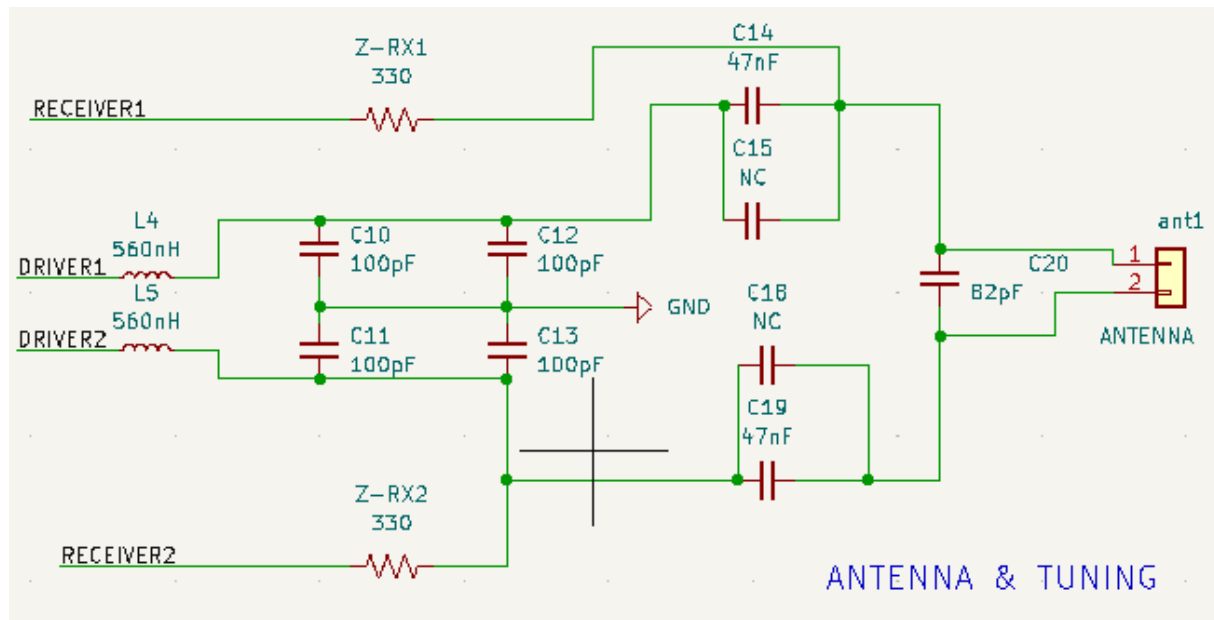 C14
47nF
Z-RX1
330
RECEIVER1
C15
NC
L4
560nH
DRIVER1
L5
560nH
DRIVER2
C10
100pF
C12
100pF
GND
C11
100pF
C13
100pF
C18
NC
C19
47nF
C20
82pF
ant1
1
2
ANTENNA
Z-RX2
330
RECEIVER2
ANTENNA & TUNING